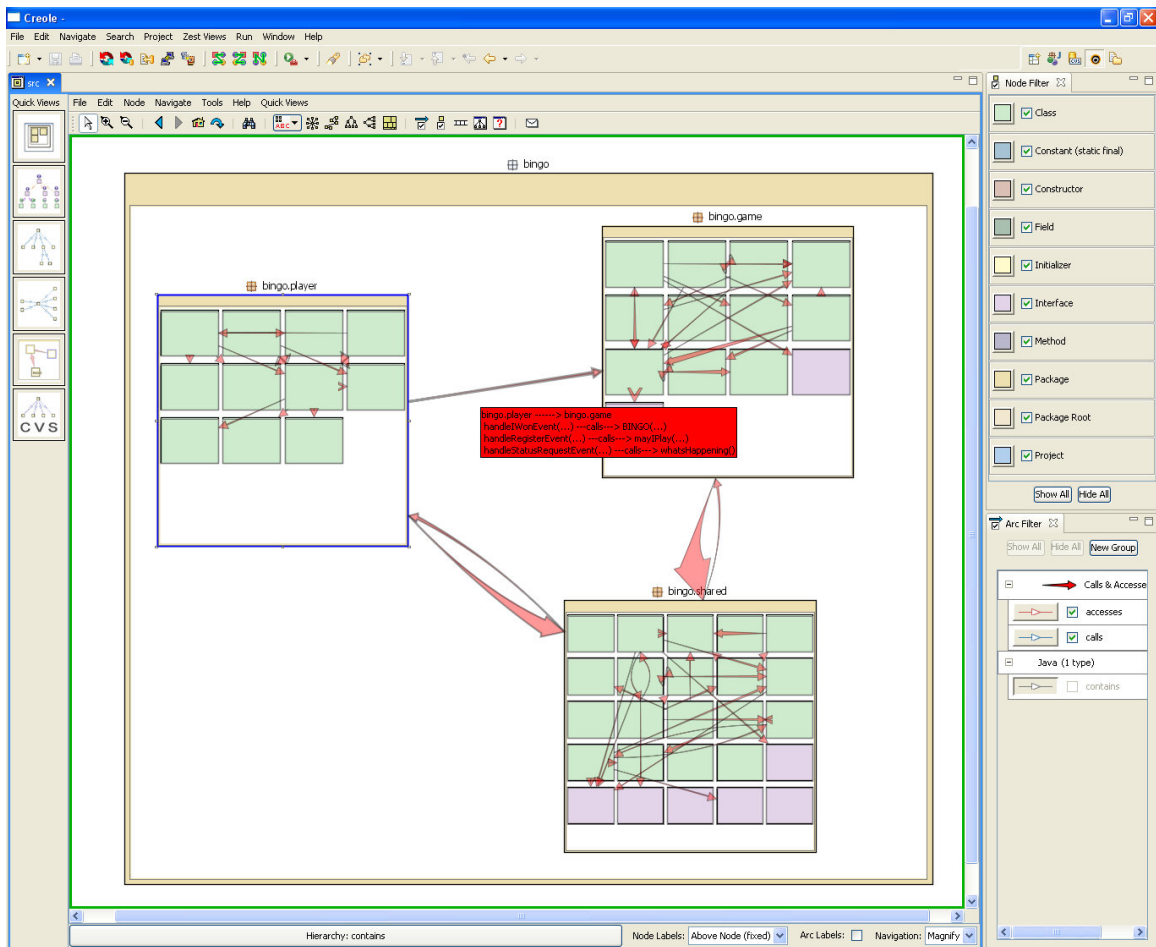 Creole -
File Edit Navigate Search Project Zest Views Run Window Help
src
Node Filter
Quick Views
File Edit Node Navigate Tools Help Quick Views
ABC
Class
Constant (static final)
Constructor
Field
Initializer
Interface
Method
Package
Package Root
Project
Show All Hide All
CVS
bingo
bingo.game
bingo.player
bingo.player ------> bingo.game
handleIWonEvent(...) ---calls---> BINGO(...)
handleRegisterEvent(...) ---calls---> mayIPlay(...)
handleStatusRequestEvent(...) ---calls---> whatsHappening()
bingo.shared
Arc Filter
Show All Hide All New Group
Calls & Accesse
accesses
calls
Java (1 type)
contains
Hierarchy: contains
Node Labels: Above Node (fixed) Arc Labels: Navigation: Magnify